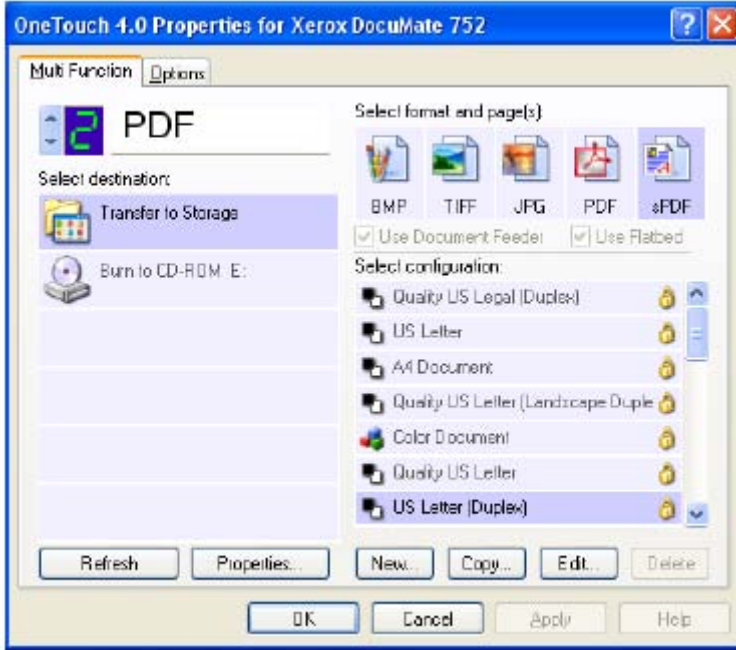 OneTouch 4.0 Properties for Xerox DocuMate 752
Multi Function
Options
2
PDF
Select destination:
Transfer to Storage
Burn to CD-ROM E:
Select format and page(s)
BMP
TIFF
JPG
PDF
sPDF
Use Document Feeder
Use Flatbed
Select configuration:
Quality US Legal (Duplex)
US Letter
A4 Document
Quality US Letter (Landscape Duple
Color Document
Quality US Letter
US Letter (Duplex)
Refresh
Properties...
New...
Copy...
Edit...
Delete
OK
Cancel
Apply
Help